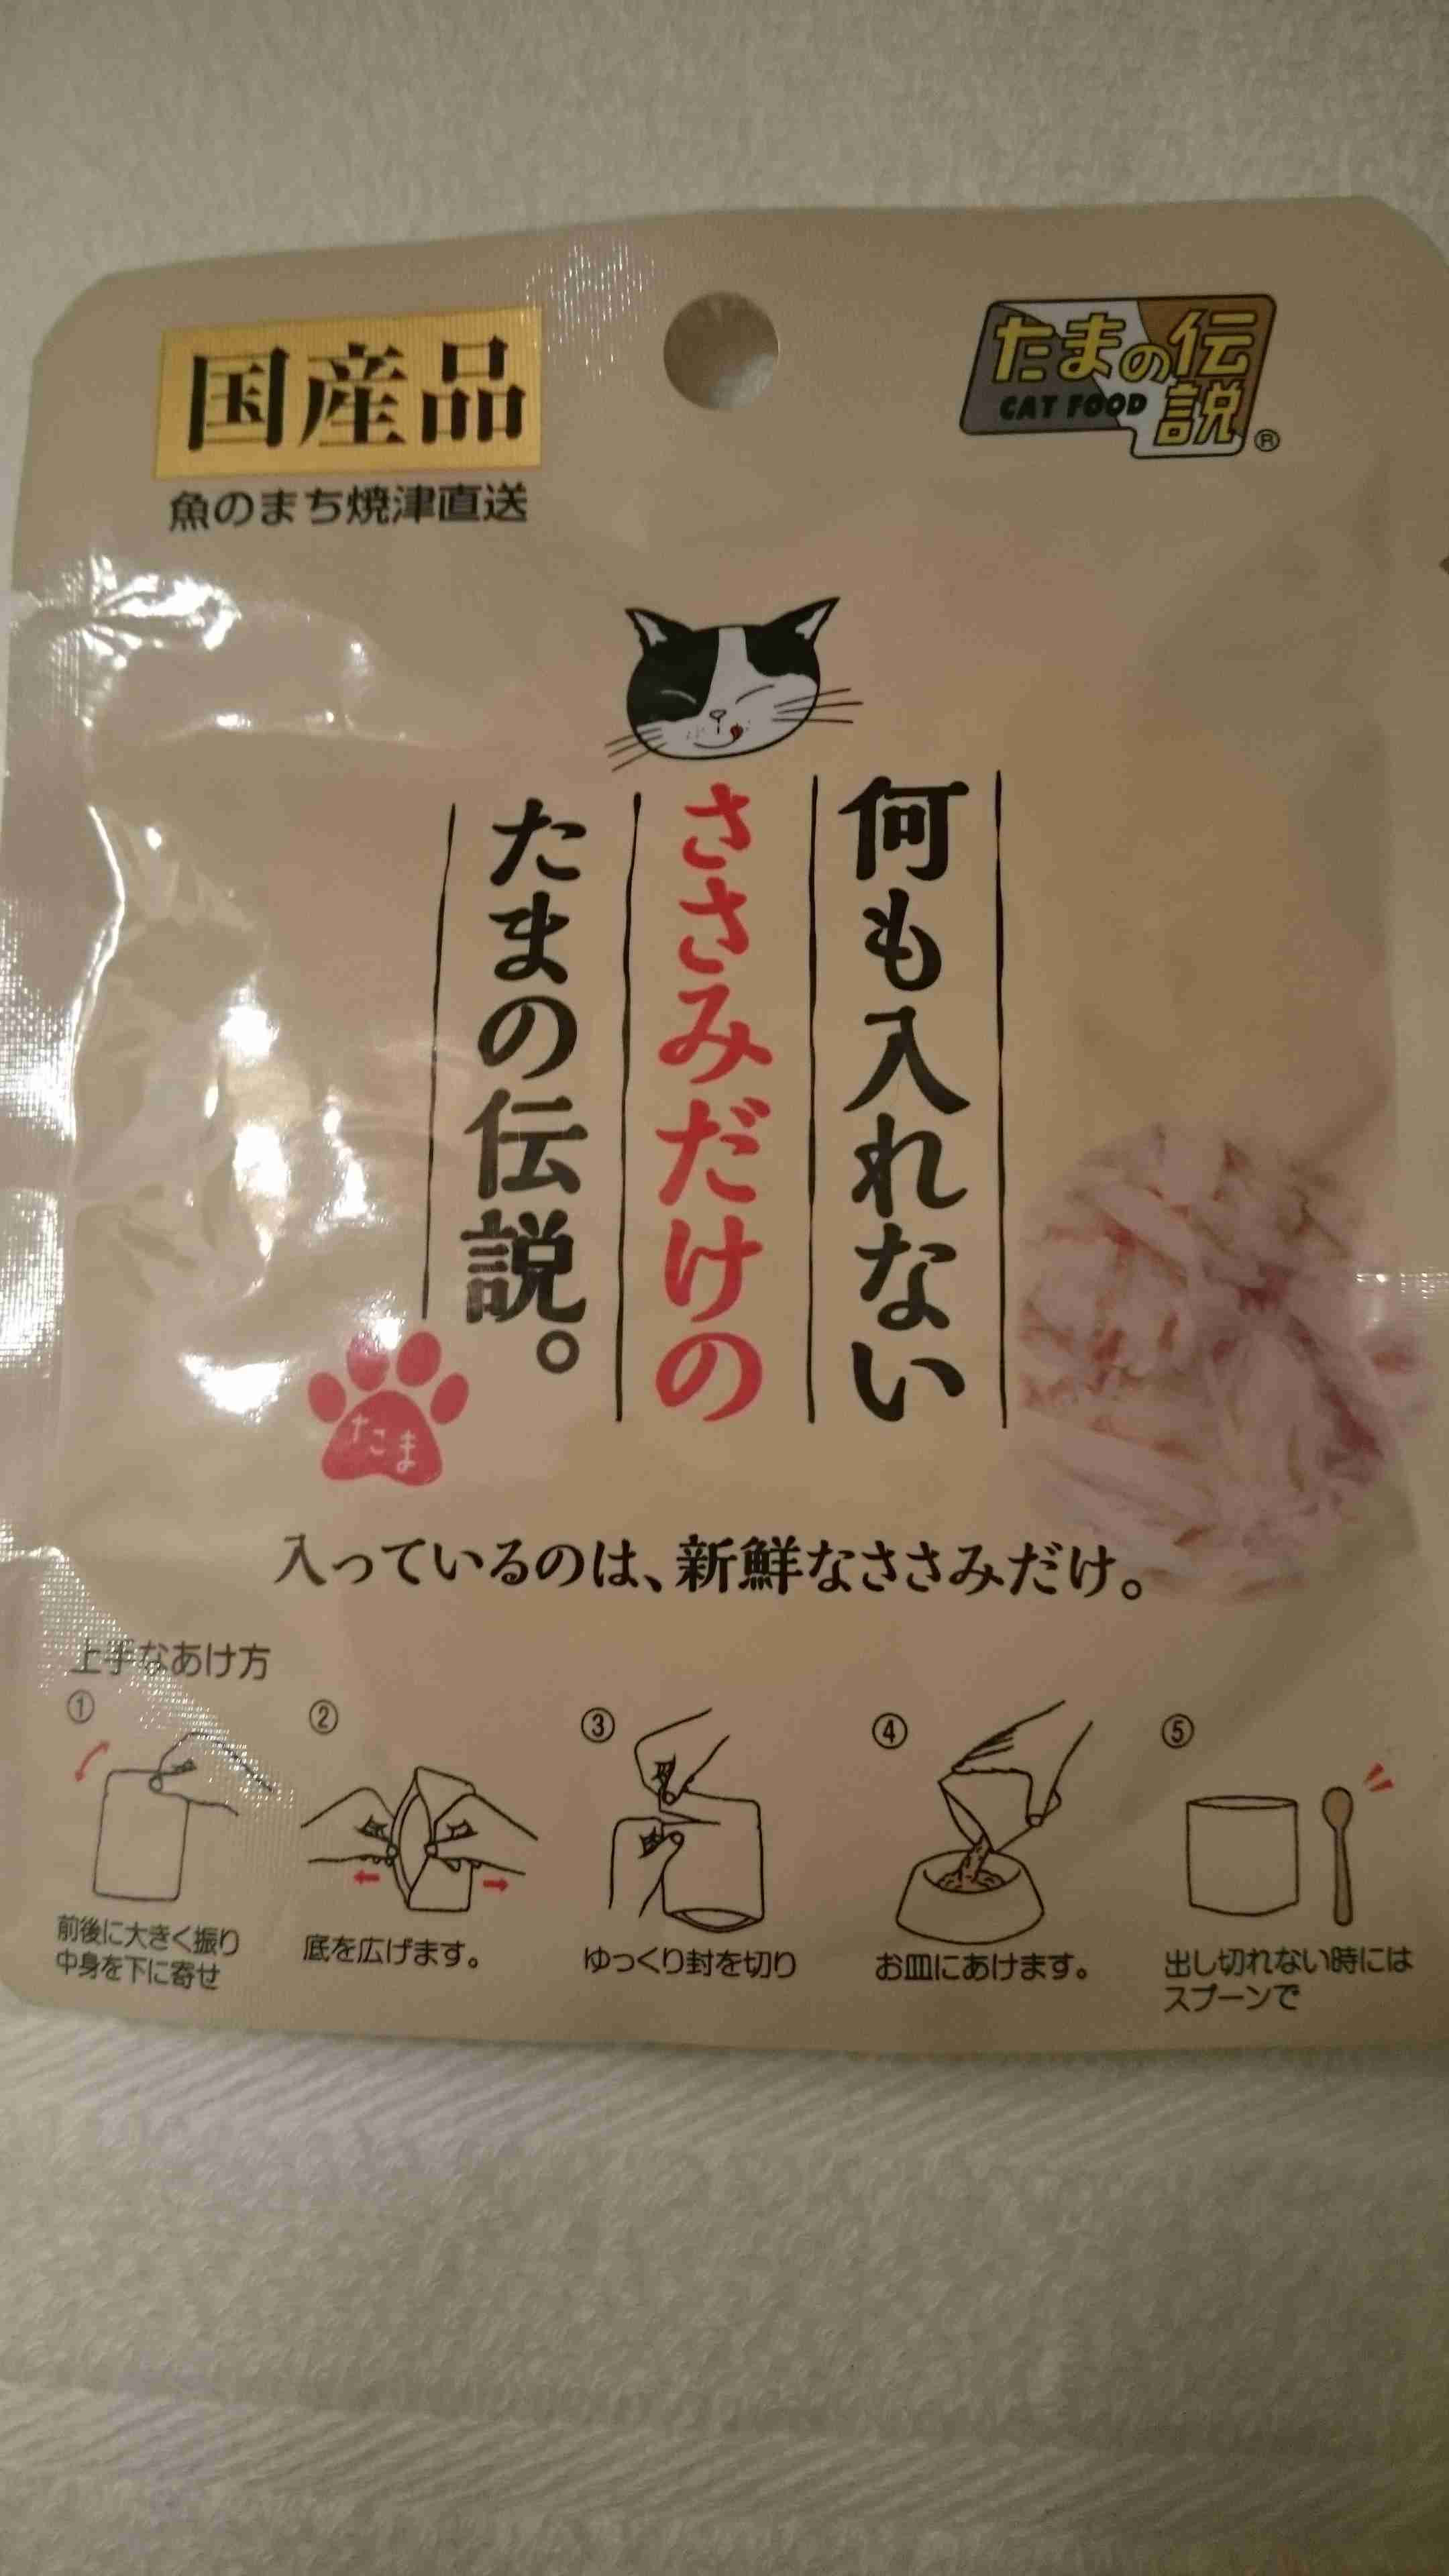 国産品
魚のまち焼津直送
たまの伝説
CAT FOOD
®
何も入れない
ささみだけの
たまの伝説。
たま
入っているのは、新鮮なささみだけ。
上手なあけ方
①
前後に大きく振り
中身を下に寄せ
②
底を広げます。
③
ゆっくり封を切り
④
お皿にあけます。
⑤
出し切れない時には
スプーンで